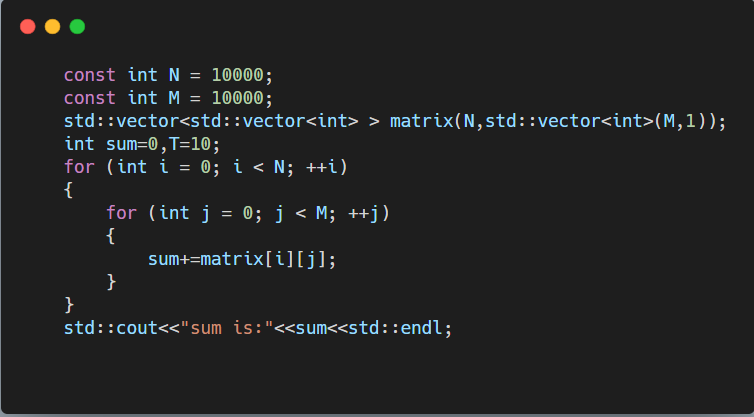 const int N = 10000;
const int M = 10000;
std::vector<std::vector<int> > matrix(N,std::vector<int>(M,1));
int sum=0,T=10;
for (int i = 0; i < N; ++i)
{
    for (int j = 0; j < M; ++j)
    {
        sum+=matrix[i][j];
    }
}
std::cout<<"sum is:"<<sum<<std::endl;